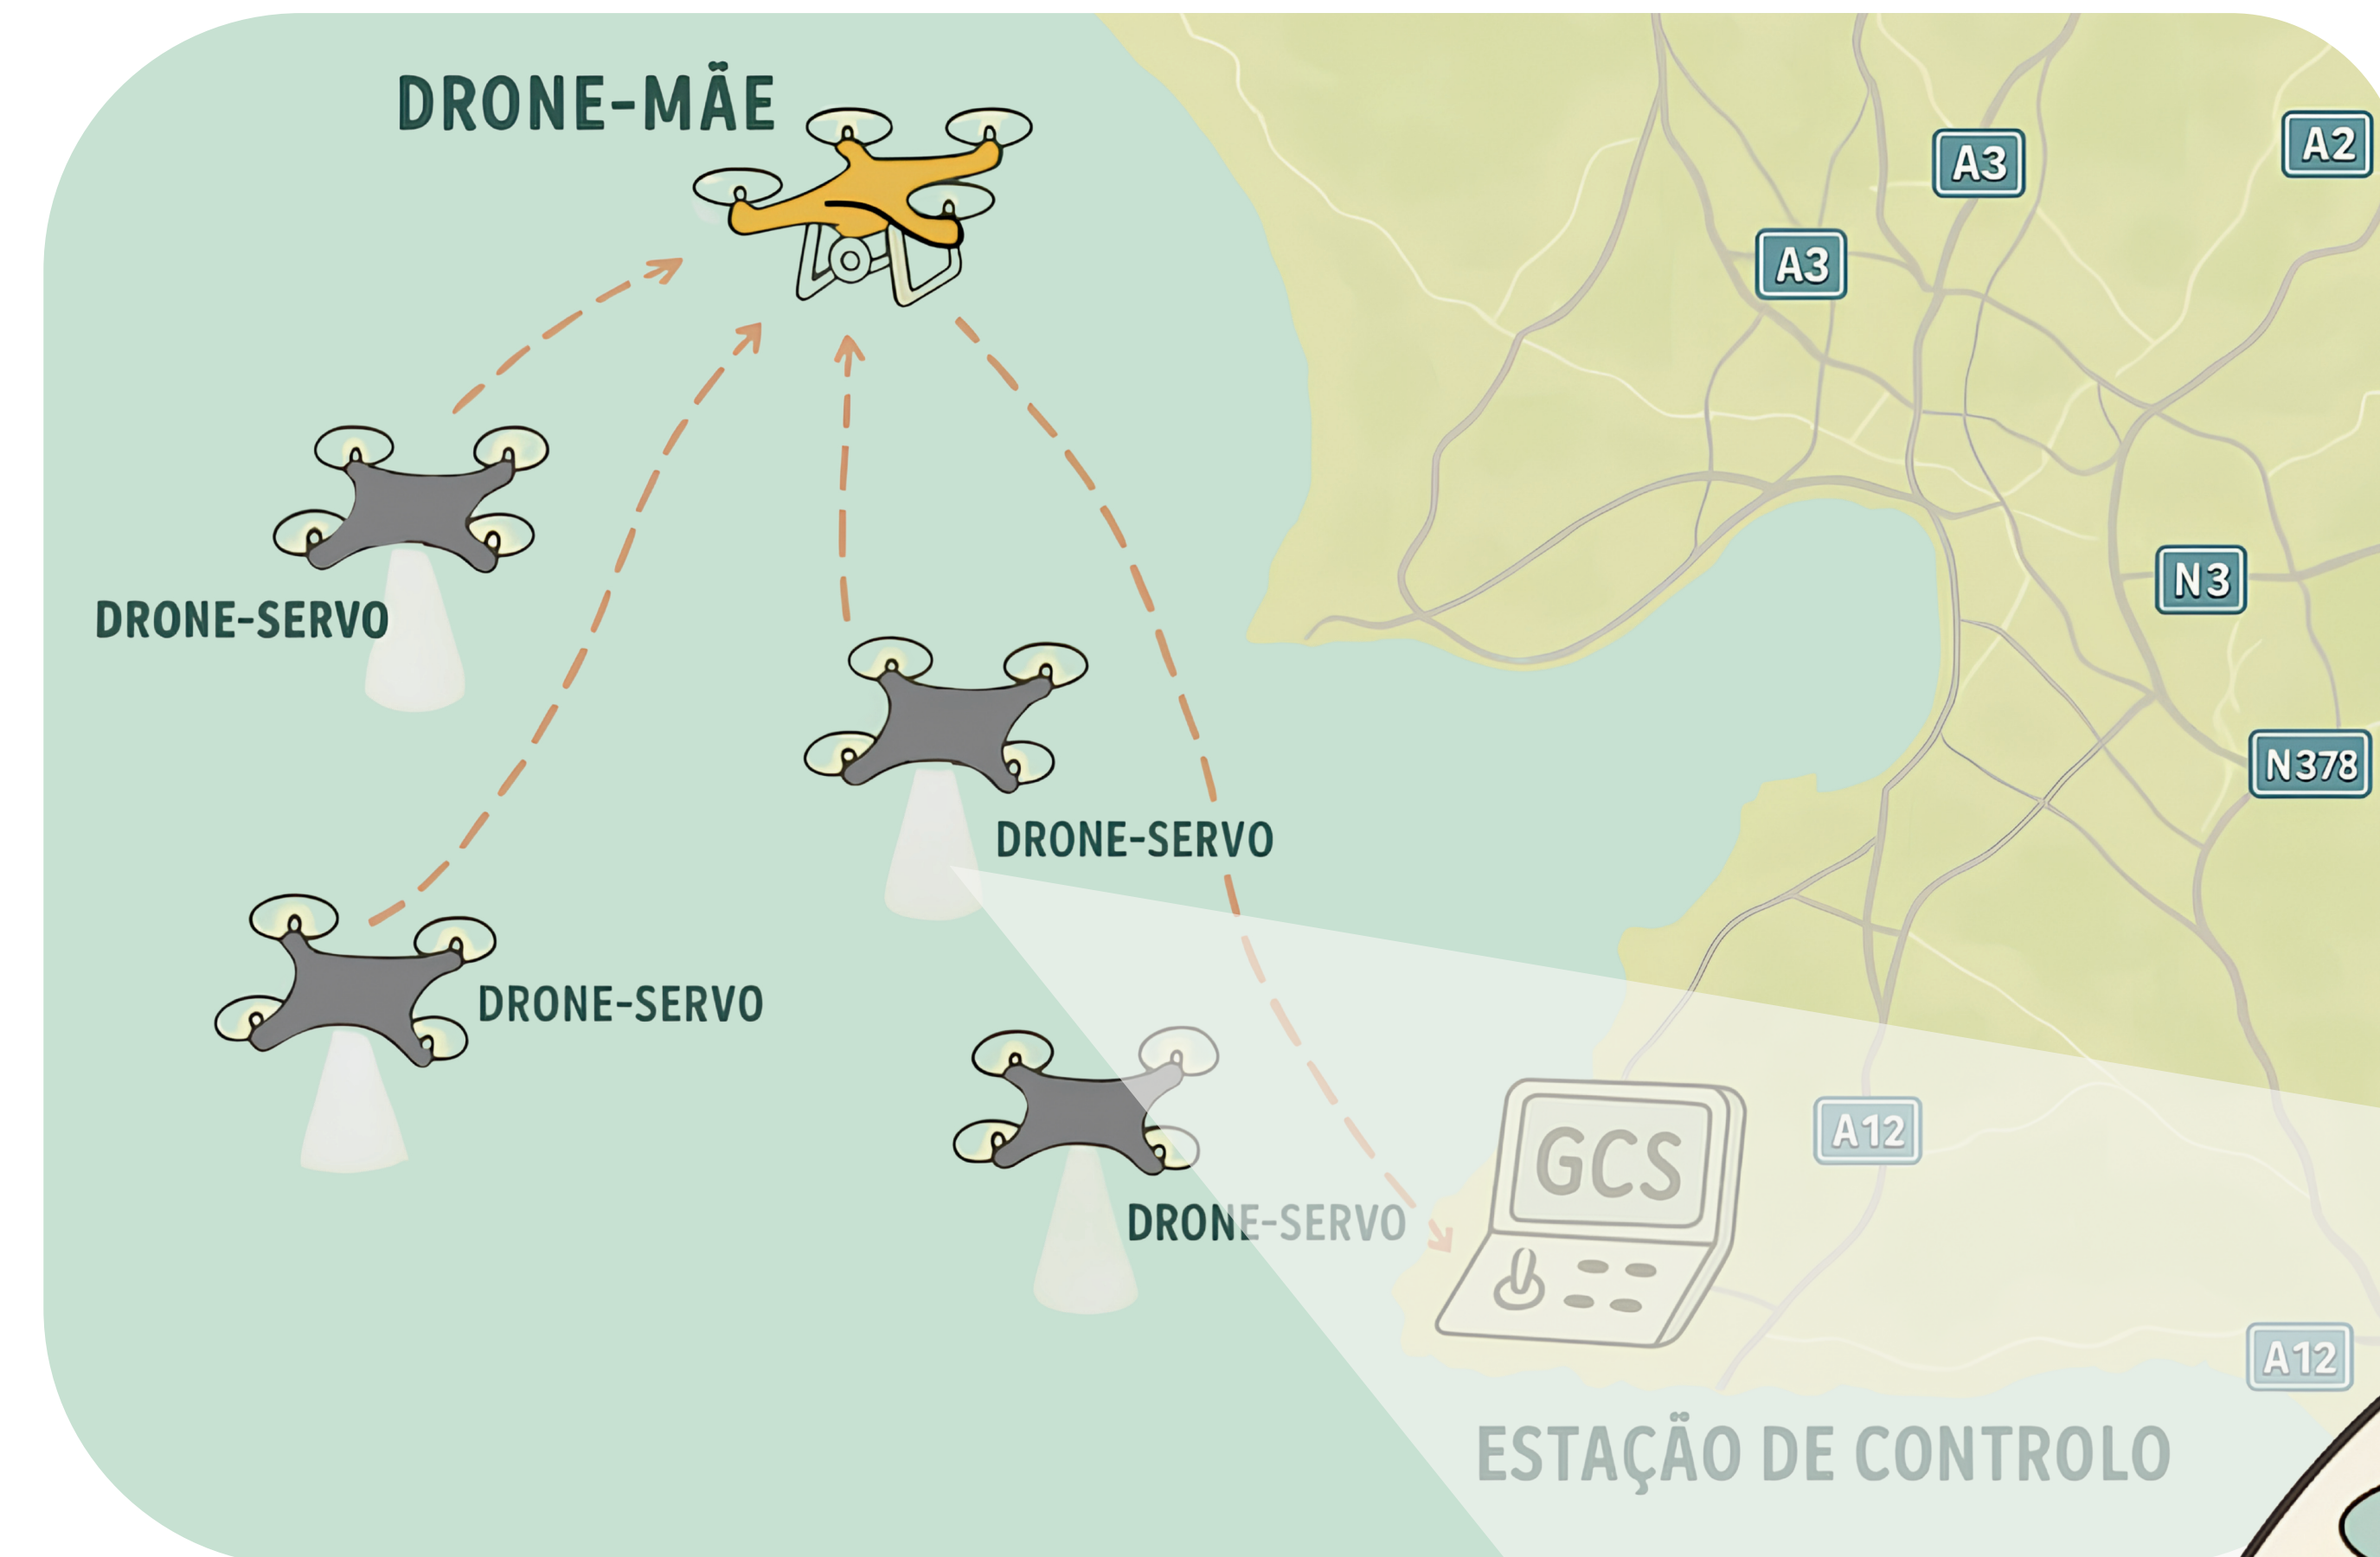 DRONE-MÃE
A3
A2
A3
N3
DRONE-SERVO
N378
DRONE-SERVO
DRONE-SERVO
A12
GCS
DRONE-SERVO
A12
ESTAÇÃO DE CONTROLO